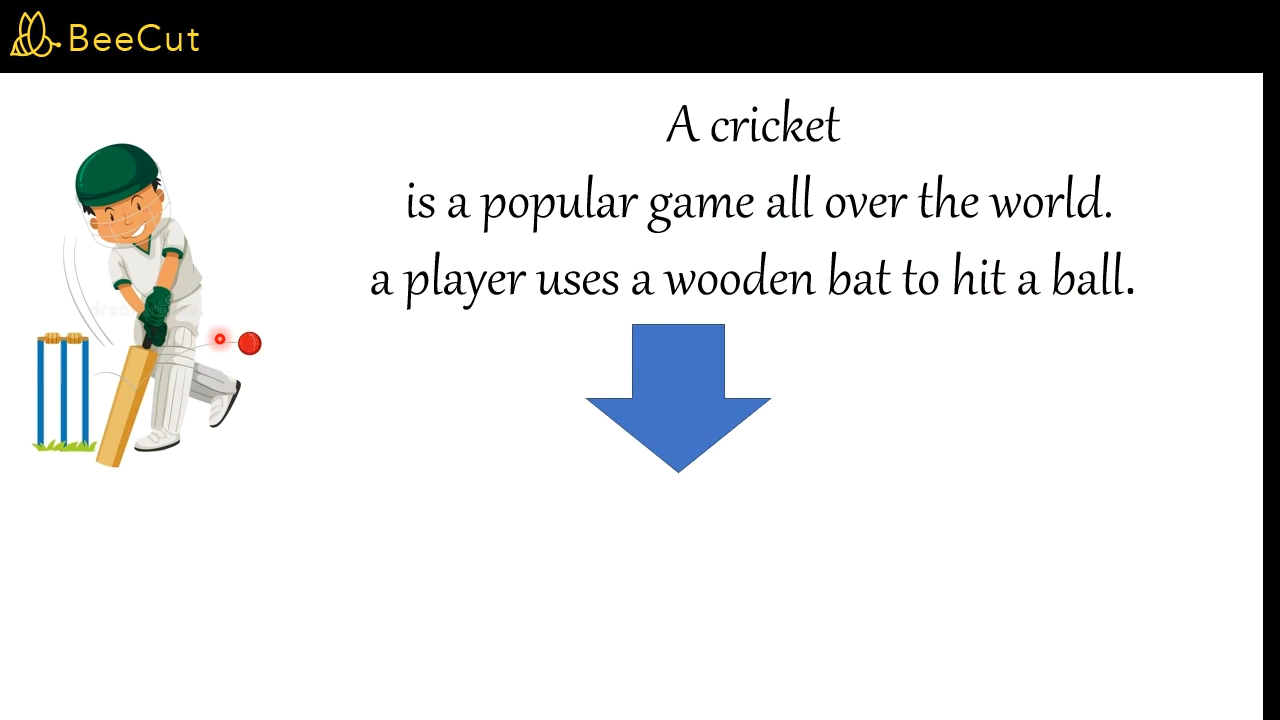 BeeCut
A cricket
is a popular game all over the world.
a player uses a wooden bat to hit a ball.